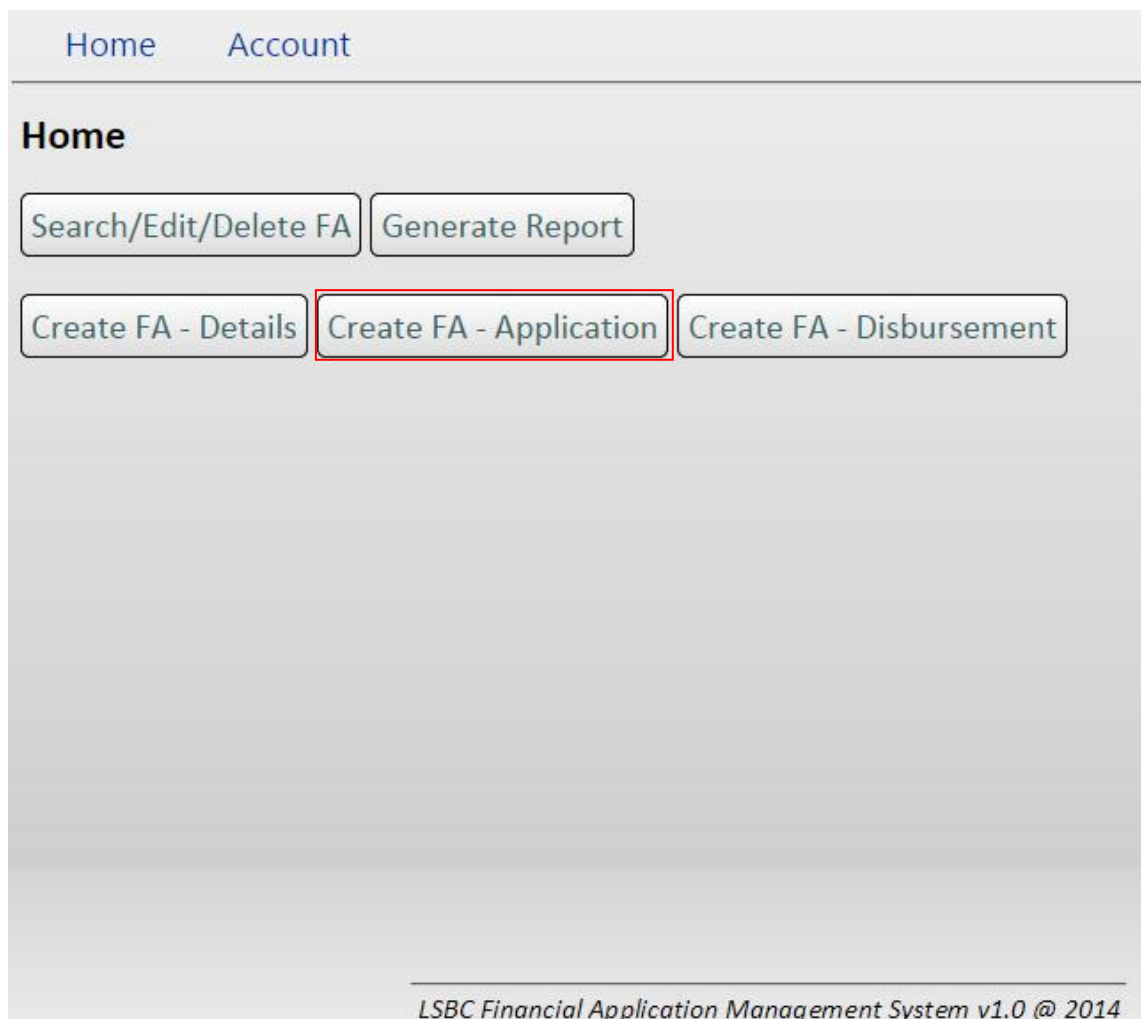 Home Account
Home
Search/Edit/Delete FA Generate Report
Create FA - Details Create FA - Application Create FA - Disbursement
LSBC Financial Application Management System v1.0 @ 2014